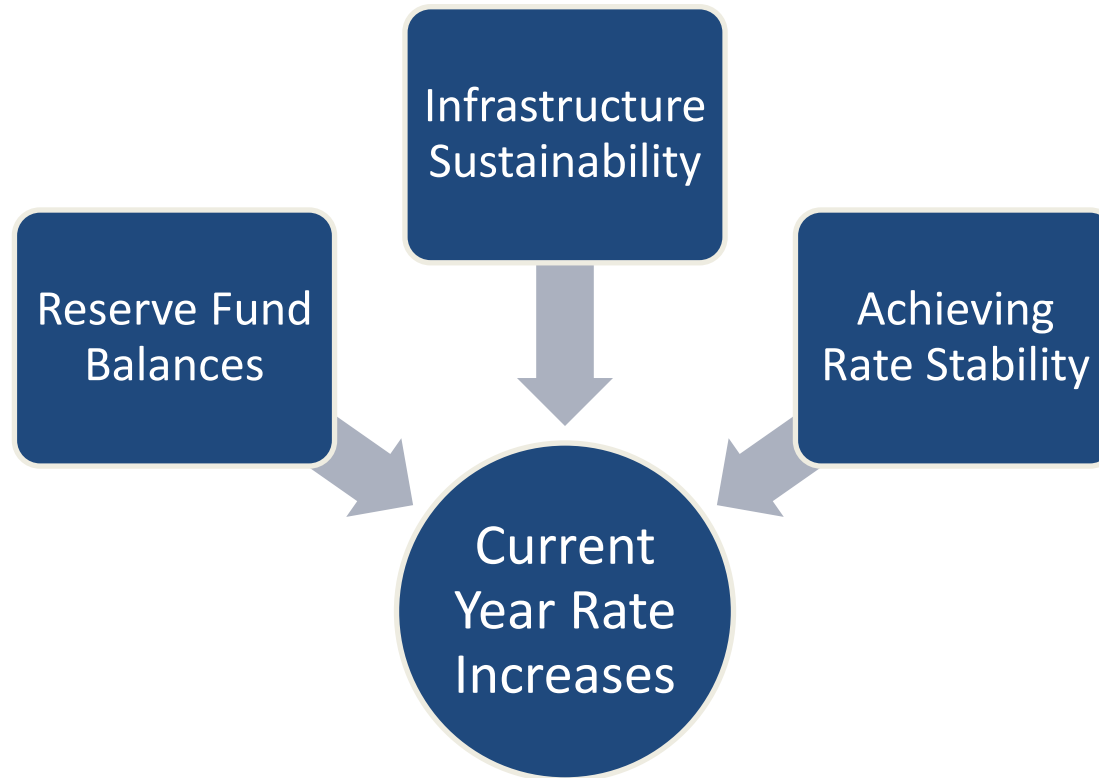 Infrastructure
Sustainability
Reserve Fund
Balances
Achieving
Rate Stability
Current
Year Rate
Increases